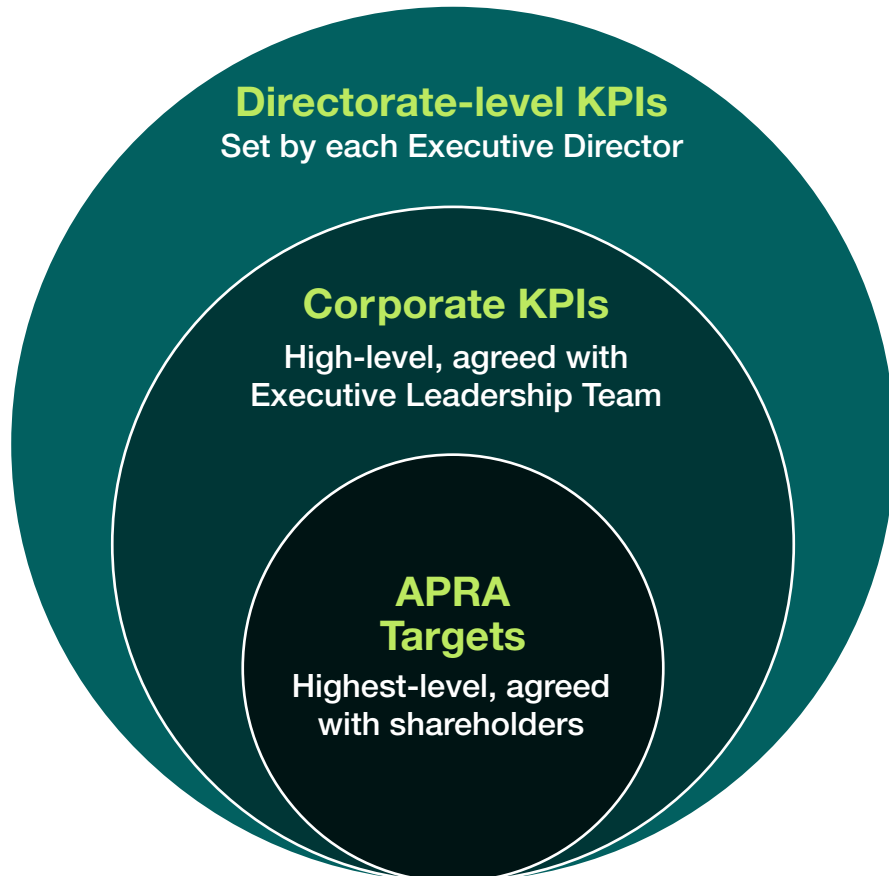 Directorate-level KPIs
Set by each Executive Director
Corporate KPIs
High-level, agreed with
Executive Leadership Team
APRA
Targets
Highest-level, agreed
with shareholders